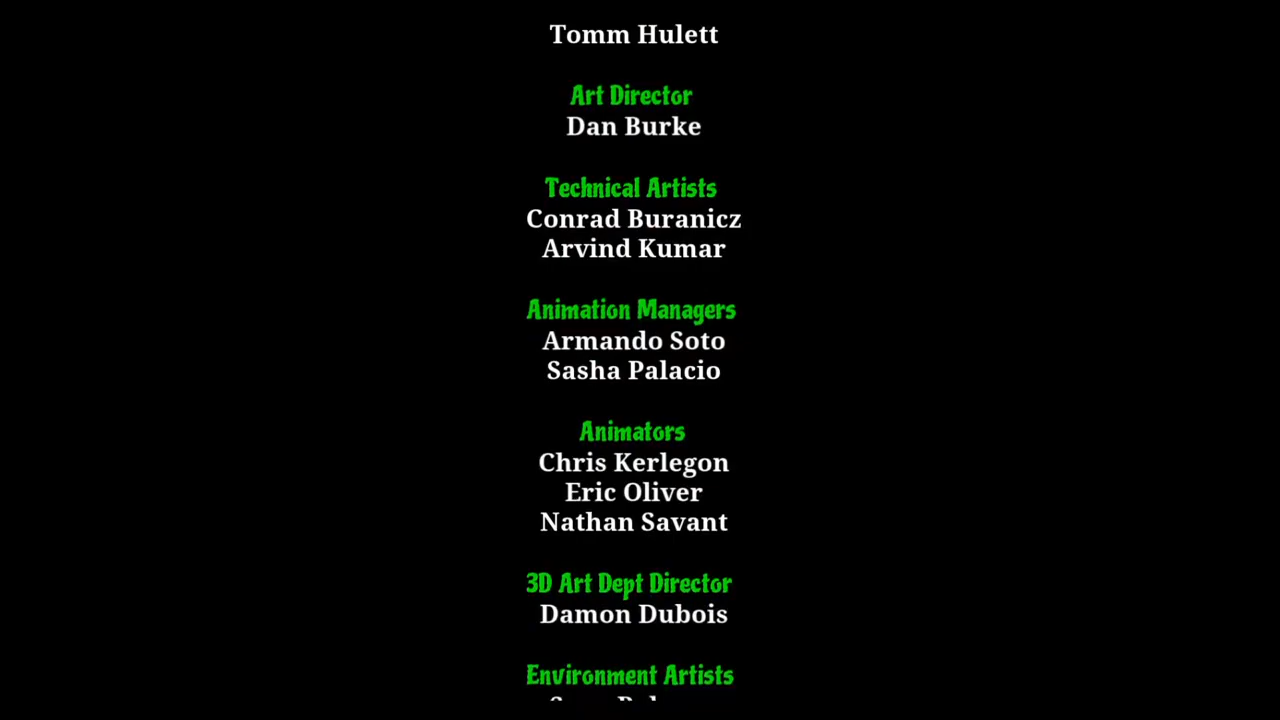 Tomm Hulett
Art Director
Dan Burke
Technical Artists
Conrad Buranicz
Arvind Kumar
Animation Managers
Armando Soto
Sasha Palacio
Animators
Chris Kerlegon
Eric Oliver
Nathan Savant
3D Art Dept Director
Damon Dubois
Environment Artists